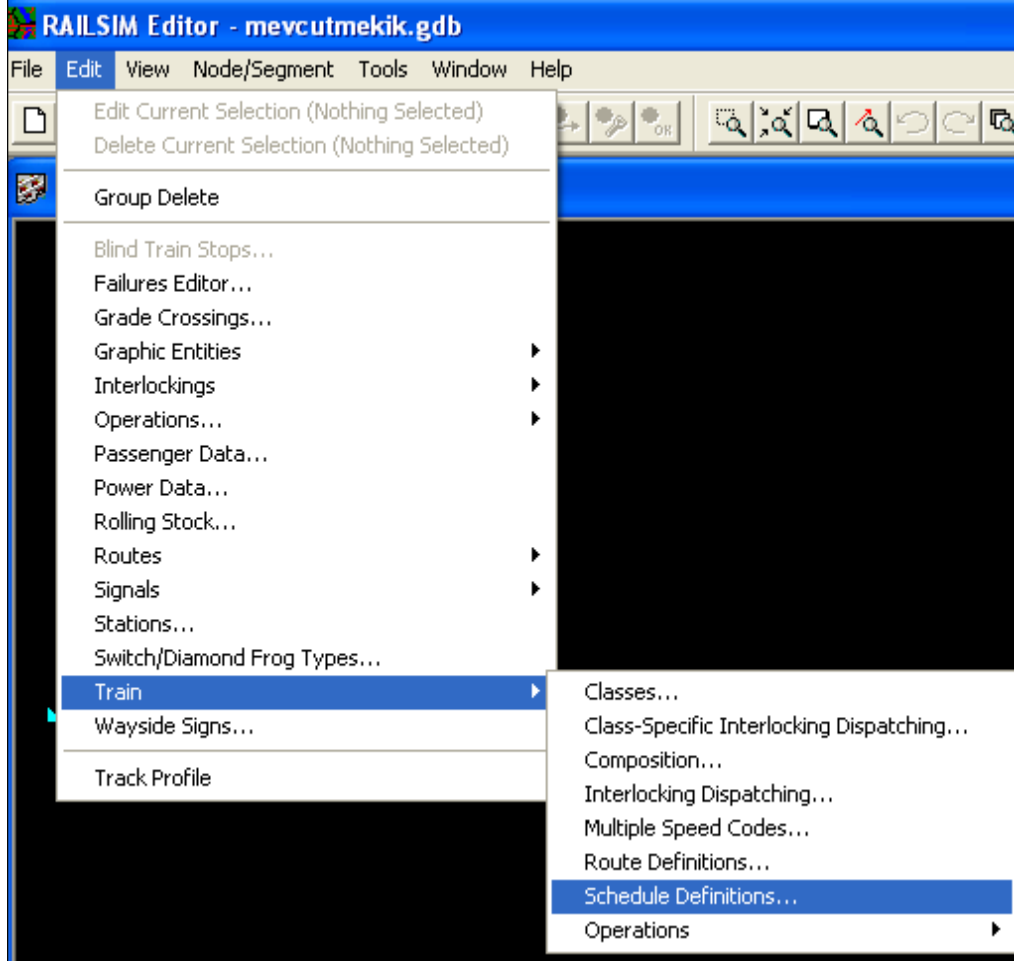 RAILSIM Editor - mevcutmekik.gdb
File Edit View Node/Segment Tools Window Help
Edit Current Selection (Nothing Selected)
Delete Current Selection (Nothing Selected)
Group Delete
Blind Train Stops...
Failures Editor...
Grade Crossings...
Graphic Entities
Interlockings
Operations...
Passenger Data...
Power Data...
Rolling Stock...
Routes
Signals
Stations...
Switch/Diamond Frog Types...
Train
Wayside Signs...
Track Profile
Classes...
Class-Specific Interlocking Dispatching...
Composition...
Interlocking Dispatching...
Multiple Speed Codes...
Route Definitions...
Schedule Definitions...
Operations